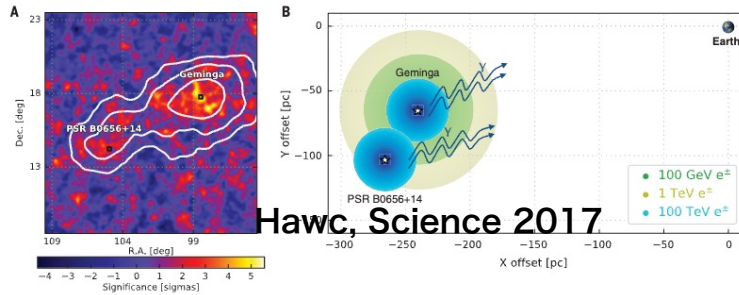 A
23
18
13
Dec. [deg]
Geminga
PSR B0656+14
109
104
99
R.A. [deg]
−4 −3 −2 −1 0 1 2 3 4 5
Significance [sigmas]
B
0
−50
−100
Y offset [pc]
Earth
Geminga
γ
γ
PSR B0656+14
100 GeV e±
1 TeV e±
100 TeV e±
Hawc, Science 2017
−300
−250
−200
−150
−100
−50
0
X offset [pc]